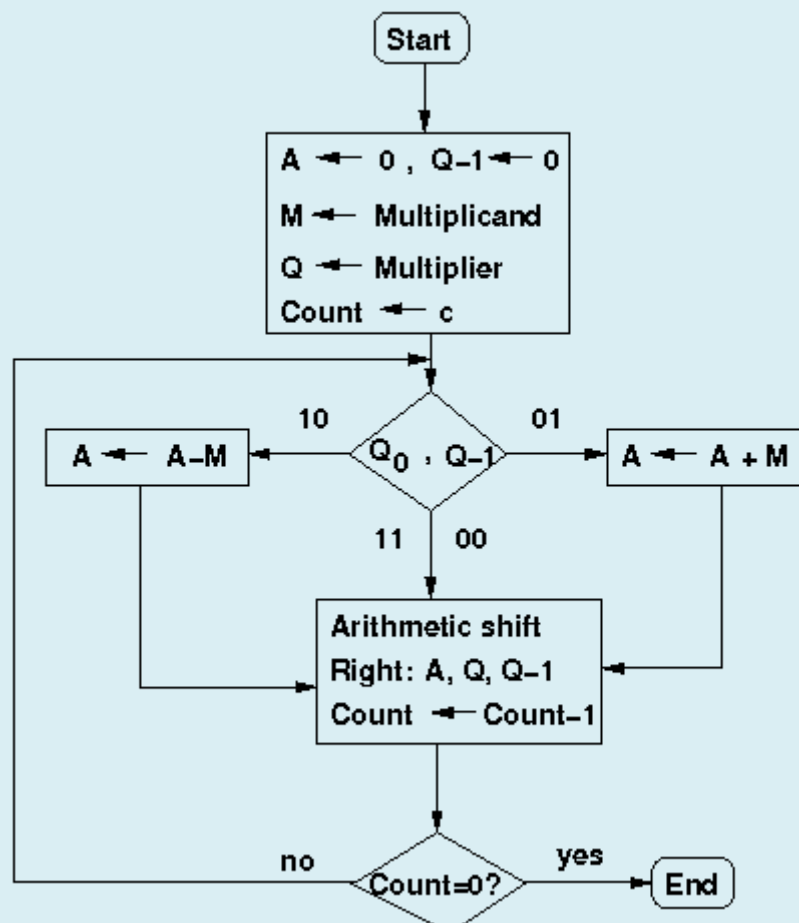 Start
A ← 0 , Q-1 ← 0
M ← Multiplicand
Q ← Multiplier
Count ← c
10
01
A ← A-M
Q0 , Q-1
A ← A + M
11 00
Arithmetic shift
Right: A, Q, Q-1
Count ← Count-1
no
yes
Count=0?
End